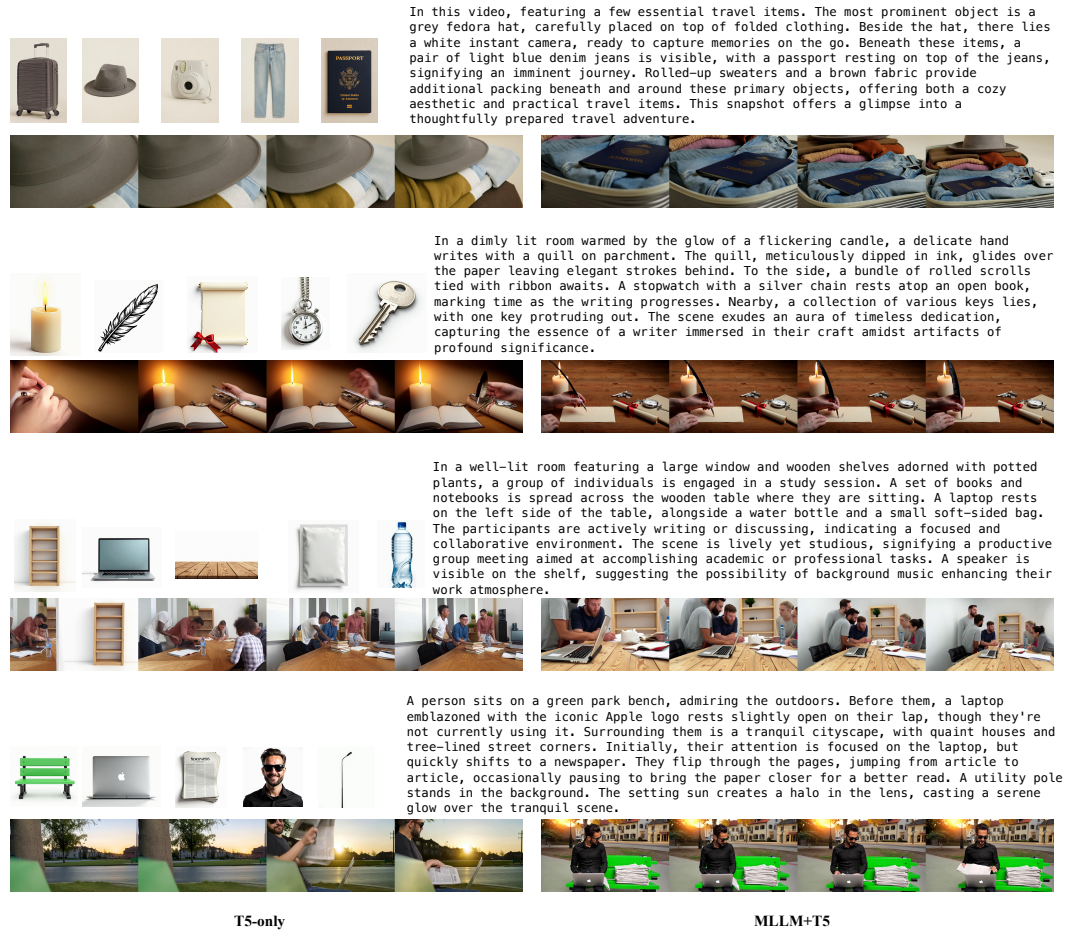 In this video, featuring a few essential travel items. The most prominent object is a
grey fedora hat, carefully placed on top of folded clothing. Beside the hat, there lies
a white instant camera, ready to capture memories on the go. Beneath these items, a
pair of light blue denim jeans is visible, with a passport resting on top of the jeans,
signifying an imminent journey. Rolled-up sweaters and a brown fabric provide
additional packing beneath and around these primary objects, offering both a cozy
aesthetic and practical travel items. This snapshot offers a glimpse into a
thoughtfully prepared travel adventure.
PASSPORT
In a dimly lit room warmed by the glow of a flickering candle, a delicate hand
writes with a quill on parchment. The quill, meticulously dipped in ink, glides over
the paper leaving elegant strokes behind. To the side, a bundle of rolled scrolls
tied with ribbon awaits. A stopwatch with a silver chain rests atop an open book,
marking time as the writing progresses. Nearby, a collection of various keys lies,
with one key protruding out. The scene exudes an aura of timeless dedication,
capturing the essence of a writer immersed in their craft amidst artifacts of
profound significance.
In a well-lit room featuring a large window and wooden shelves adorned with potted
plants, a group of individuals is engaged in a study session. A set of books and
notebooks is spread across the wooden table where they are sitting. A laptop rests
on the left side of the table, alongside a water bottle and a small soft-sided bag.
The participants are actively writing or discussing, indicating a focused and
collaborative environment. The scene is lively yet studious, signifying a productive
group meeting aimed at accomplishing academic or professional tasks. A speaker is
visible on the shelf, suggesting the possibility of background music enhancing their
work atmosphere.
A person sits on a green park bench, admiring the outdoors. Before them, a laptop
emblazoned with the iconic Apple logo rests slightly open on their lap, though they're
not currently using it. Surrounding them is a tranquil cityscape, with quaint houses and
tree-lined street corners. Initially, their attention is focused on the laptop, but
quickly shifts to a newspaper. They flip through the pages, jumping from article to
article, occasionally pausing to bring the paper closer for a better read. A utility pole
stands in the background. The setting sun creates a halo in the lens, casting a serene
glow over the tranquil scene.
T5-only
MLLM+T5